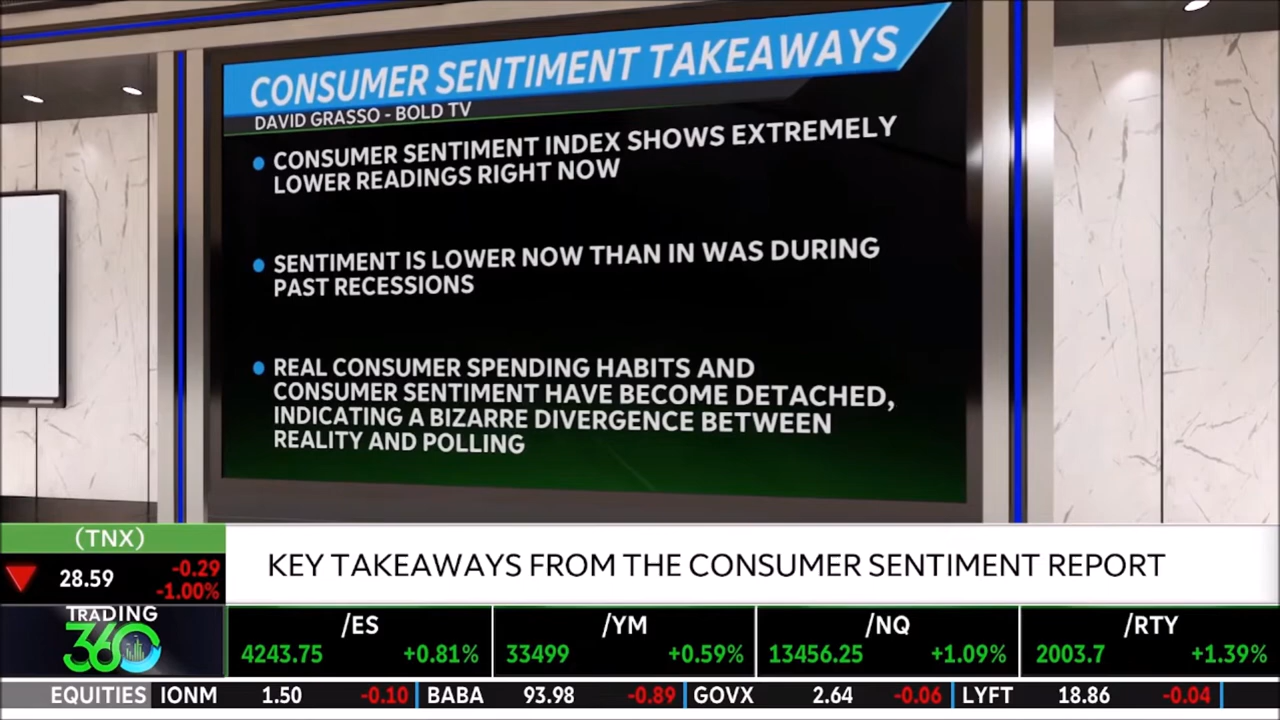 CONSUMER SENTIMENT TAKEAWAYS
DAVID GRASSO - BOLD TV
CONSUMER SENTIMENT INDEX SHOWS EXTREMELY
LOWER READINGS RIGHT NOW
SENTIMENT IS LOWER NOW THAN IN WAS DURING
PAST RECESSIONS
REAL CONSUMER SPENDING HABITS AND
CONSUMER SENTIMENT HAVE BECOME DETACHED,
INDICATING A BIZARRE DIVERGENCE BETWEEN
REALITY AND POLLING
(TNX)
28.59 -0.29
-1.00%
KEY TAKEAWAYS FROM THE CONSUMER SENTIMENT REPORT
TRADING
360
/ES /YM /NQ /RTY
4243.75 +0.81% 33499 +0.59% 13456.25 +1.09% 2003.7 +1.39%
EQUITIES IONM 1.50 -0.10 BABA 93.98 -0.89 GOVX 2.64 -0.06 LYFT 18.86 -0.04